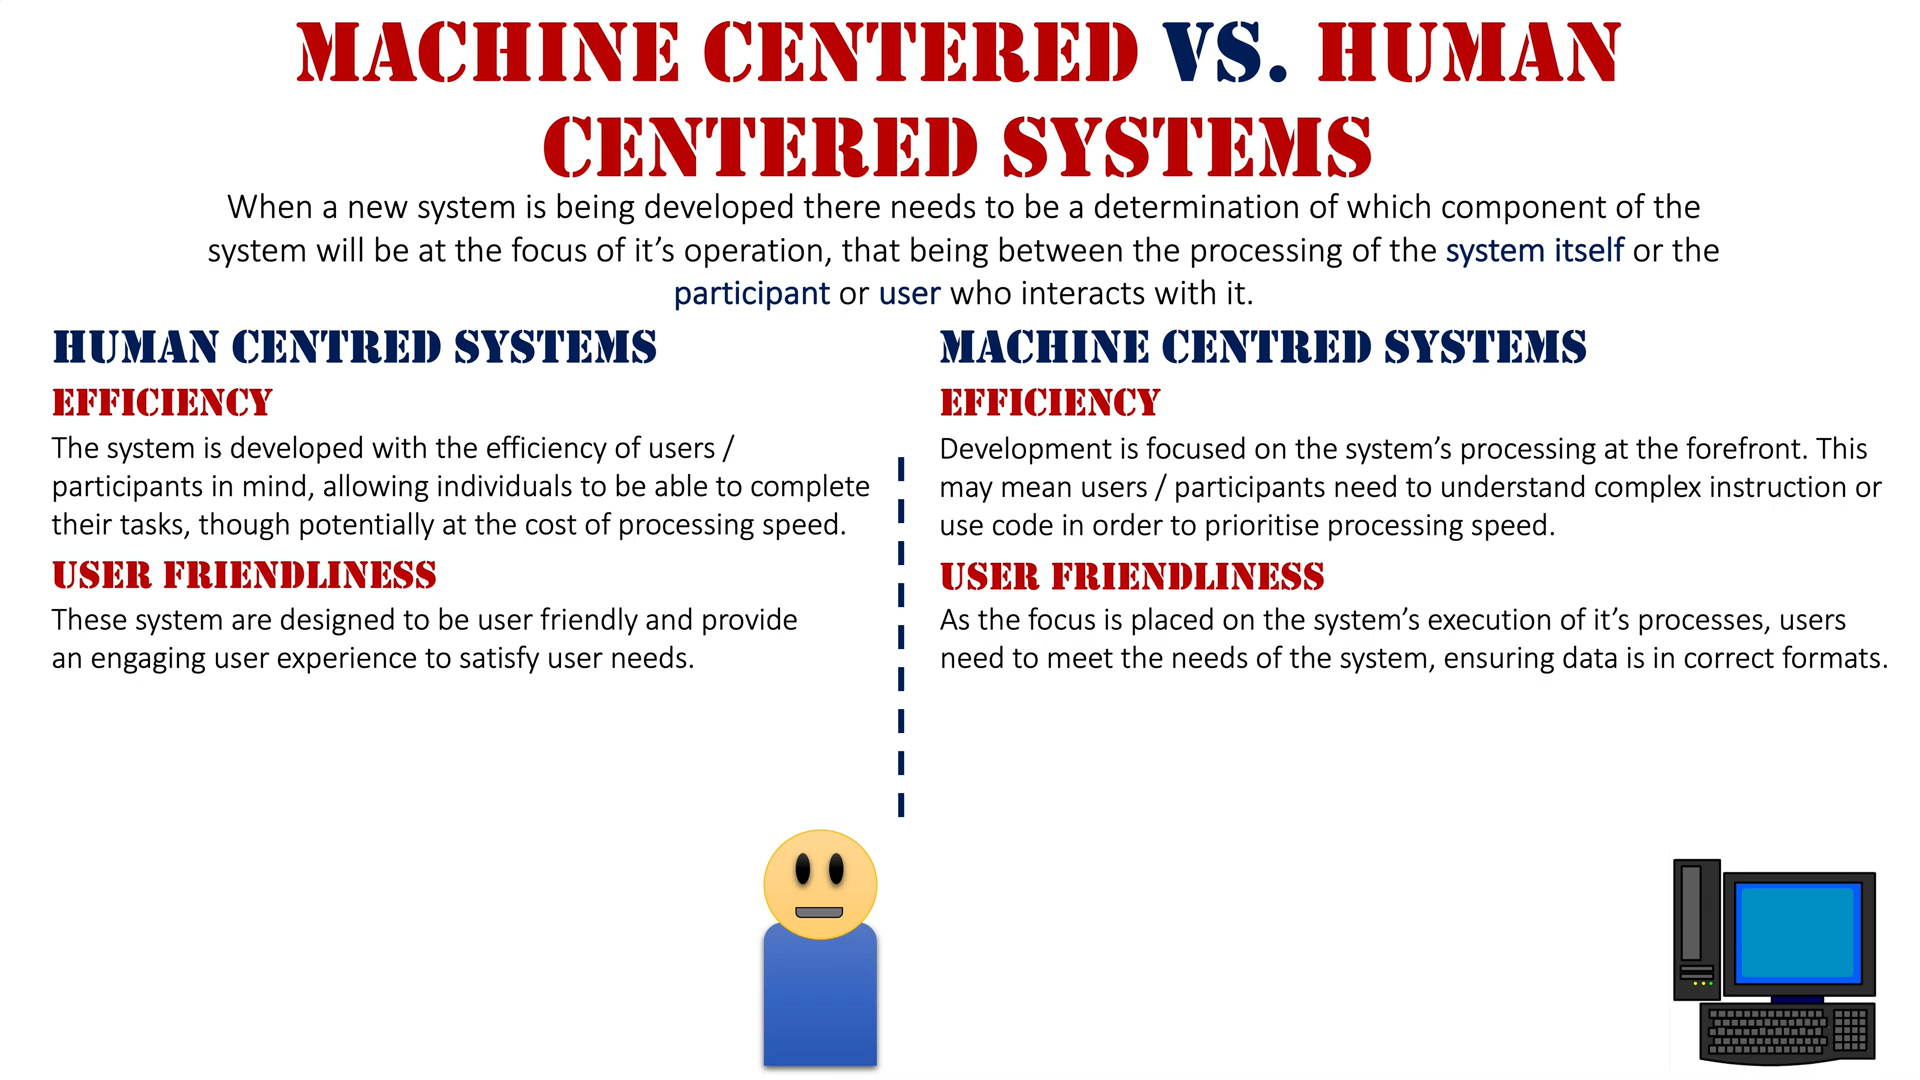 MACHINE CENTERED VS. HUMAN
CENTERED SYSTEMS
When a new system is being developed there needs to be a determination of which component of the
system will be at the focus of it’s operation, that being between the processing of the system itself or the
participant or user who interacts with it.
HUMAN CENTRED SYSTEMS
EFFICIENCY
The system is developed with the efficiency of users /
participants in mind, allowing individuals to be able to complete
their tasks, though potentially at the cost of processing speed.
USER FRIENDLINESS
These system are designed to be user friendly and provide
an engaging user experience to satisfy user needs.
MACHINE CENTRED SYSTEMS
EFFICIENCY
Development is focused on the system’s processing at the forefront. This
may mean users / participants need to understand complex instruction or
use code in order to prioritise processing speed.
USER FRIENDLINESS
As the focus is placed on the system’s execution of it’s processes, users
need to meet the needs of the system, ensuring data is in correct formats.